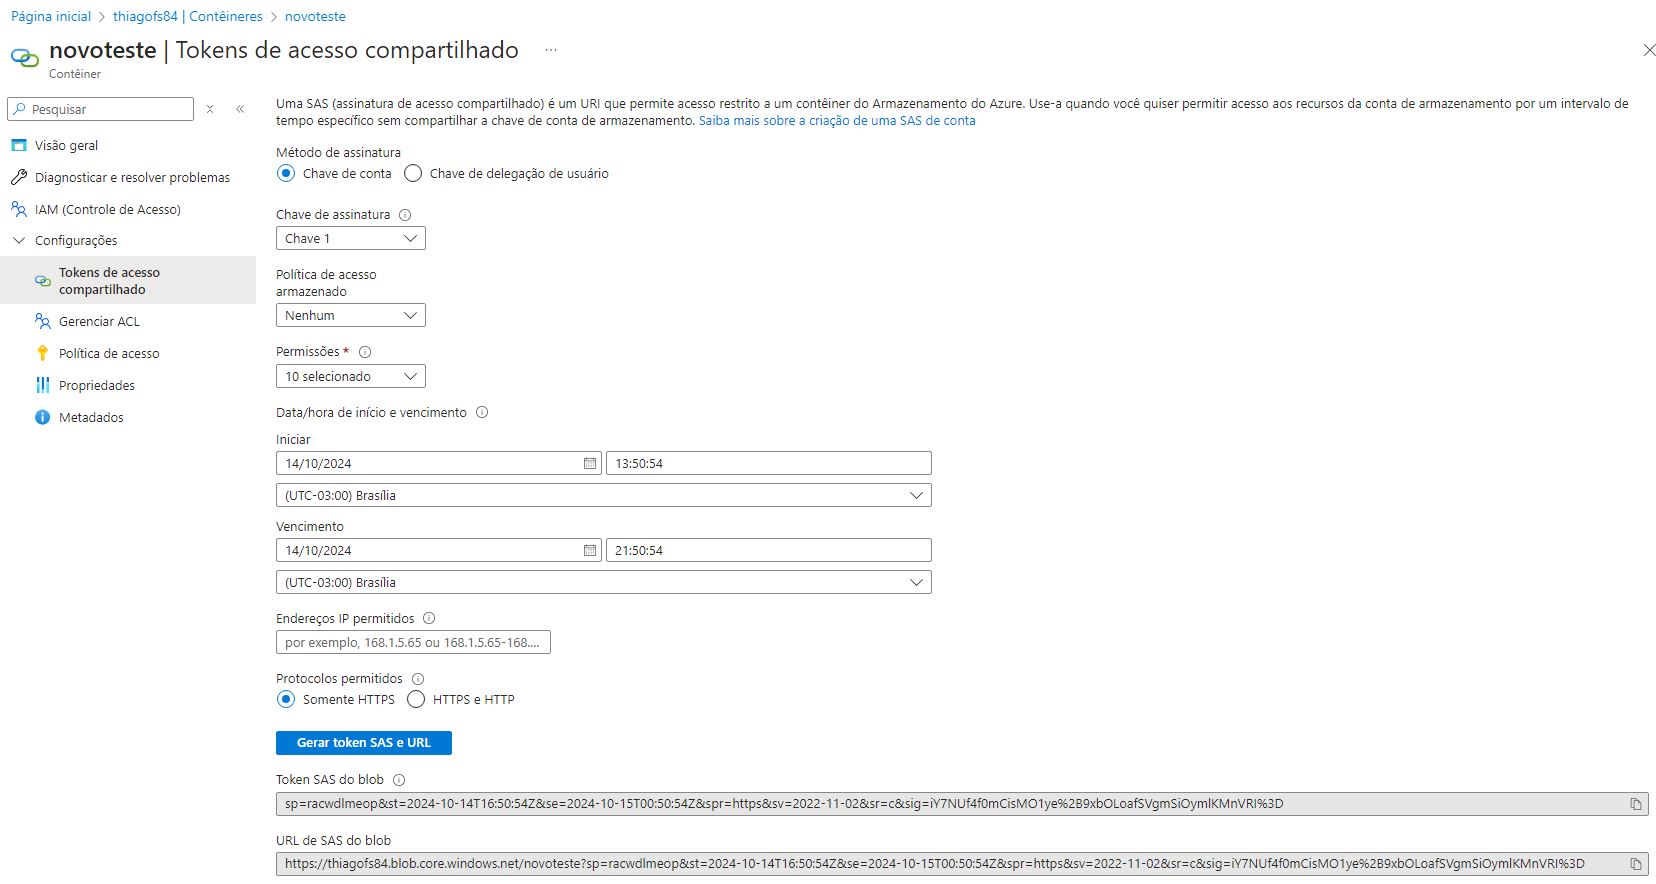 Página inicial > thiagofs84 | Contêineres > novoteste
novoteste | Tokens de acesso compartilhado ...
Contêiner
Pesquisar
Visão geral
Diagnosticar e resolver problemas
IAM (Controle de Acesso)
Configurações
Tokens de acesso
compartilhado
Gerenciar ACL
Política de acesso
Propriedades
Metadados
Uma SAS (assinatura de acesso compartilhado) é um URI que permite acesso restrito a um contêiner do Armazenamento do Azure. Use-a quando você quiser permitir acesso aos recursos da conta de armazenamento por um intervalo de
tempo específico sem compartilhar a chave de conta de armazenamento. Saiba mais sobre a criação de uma SAS de conta
Método de assinatura
Chave de conta Chave de delegação de usuário
Chave de assinatura
Chave 1
Política de acesso
armazenado
Nenhum
Permissões *
10 selecionado
Data/hora de início e vencimento
Iniciar
14/10/2024 13:50:54
(UTC-03:00) Brasília
Vencimento
14/10/2024 21:50:54
(UTC-03:00) Brasília
Endereços IP permitidos
por exemplo, 168.1.5.65 ou 168.1.5.65-168....
Protocolos permitidos
Somente HTTPS HTTPS e HTTP
Gerar token SAS e URL
Token SAS do blob
sp=racwdlmeop&st=2024-10-14T16:50:54Z&se=2024-10-15T00:50:54Z&spr=https&sv=2022-11-02&sr=c&sig=iY7NUf4f0mCisMO1ye%2B9xbOLoafSVgmSiOymlKMnVRI%3D
URL de SAS do blob
https://thiagofs84.blob.core.windows.net/novoteste?sp=racwdlmeop&st=2024-10-14T16:50:54Z&se=2024-10-15T00:50:54Z&spr=https&sv=2022-11-02&sr=c&sig=iY7NUf4f0mCisMO1ye%2B9xbOLoafSVgmSiOymlKMnVRI%3D